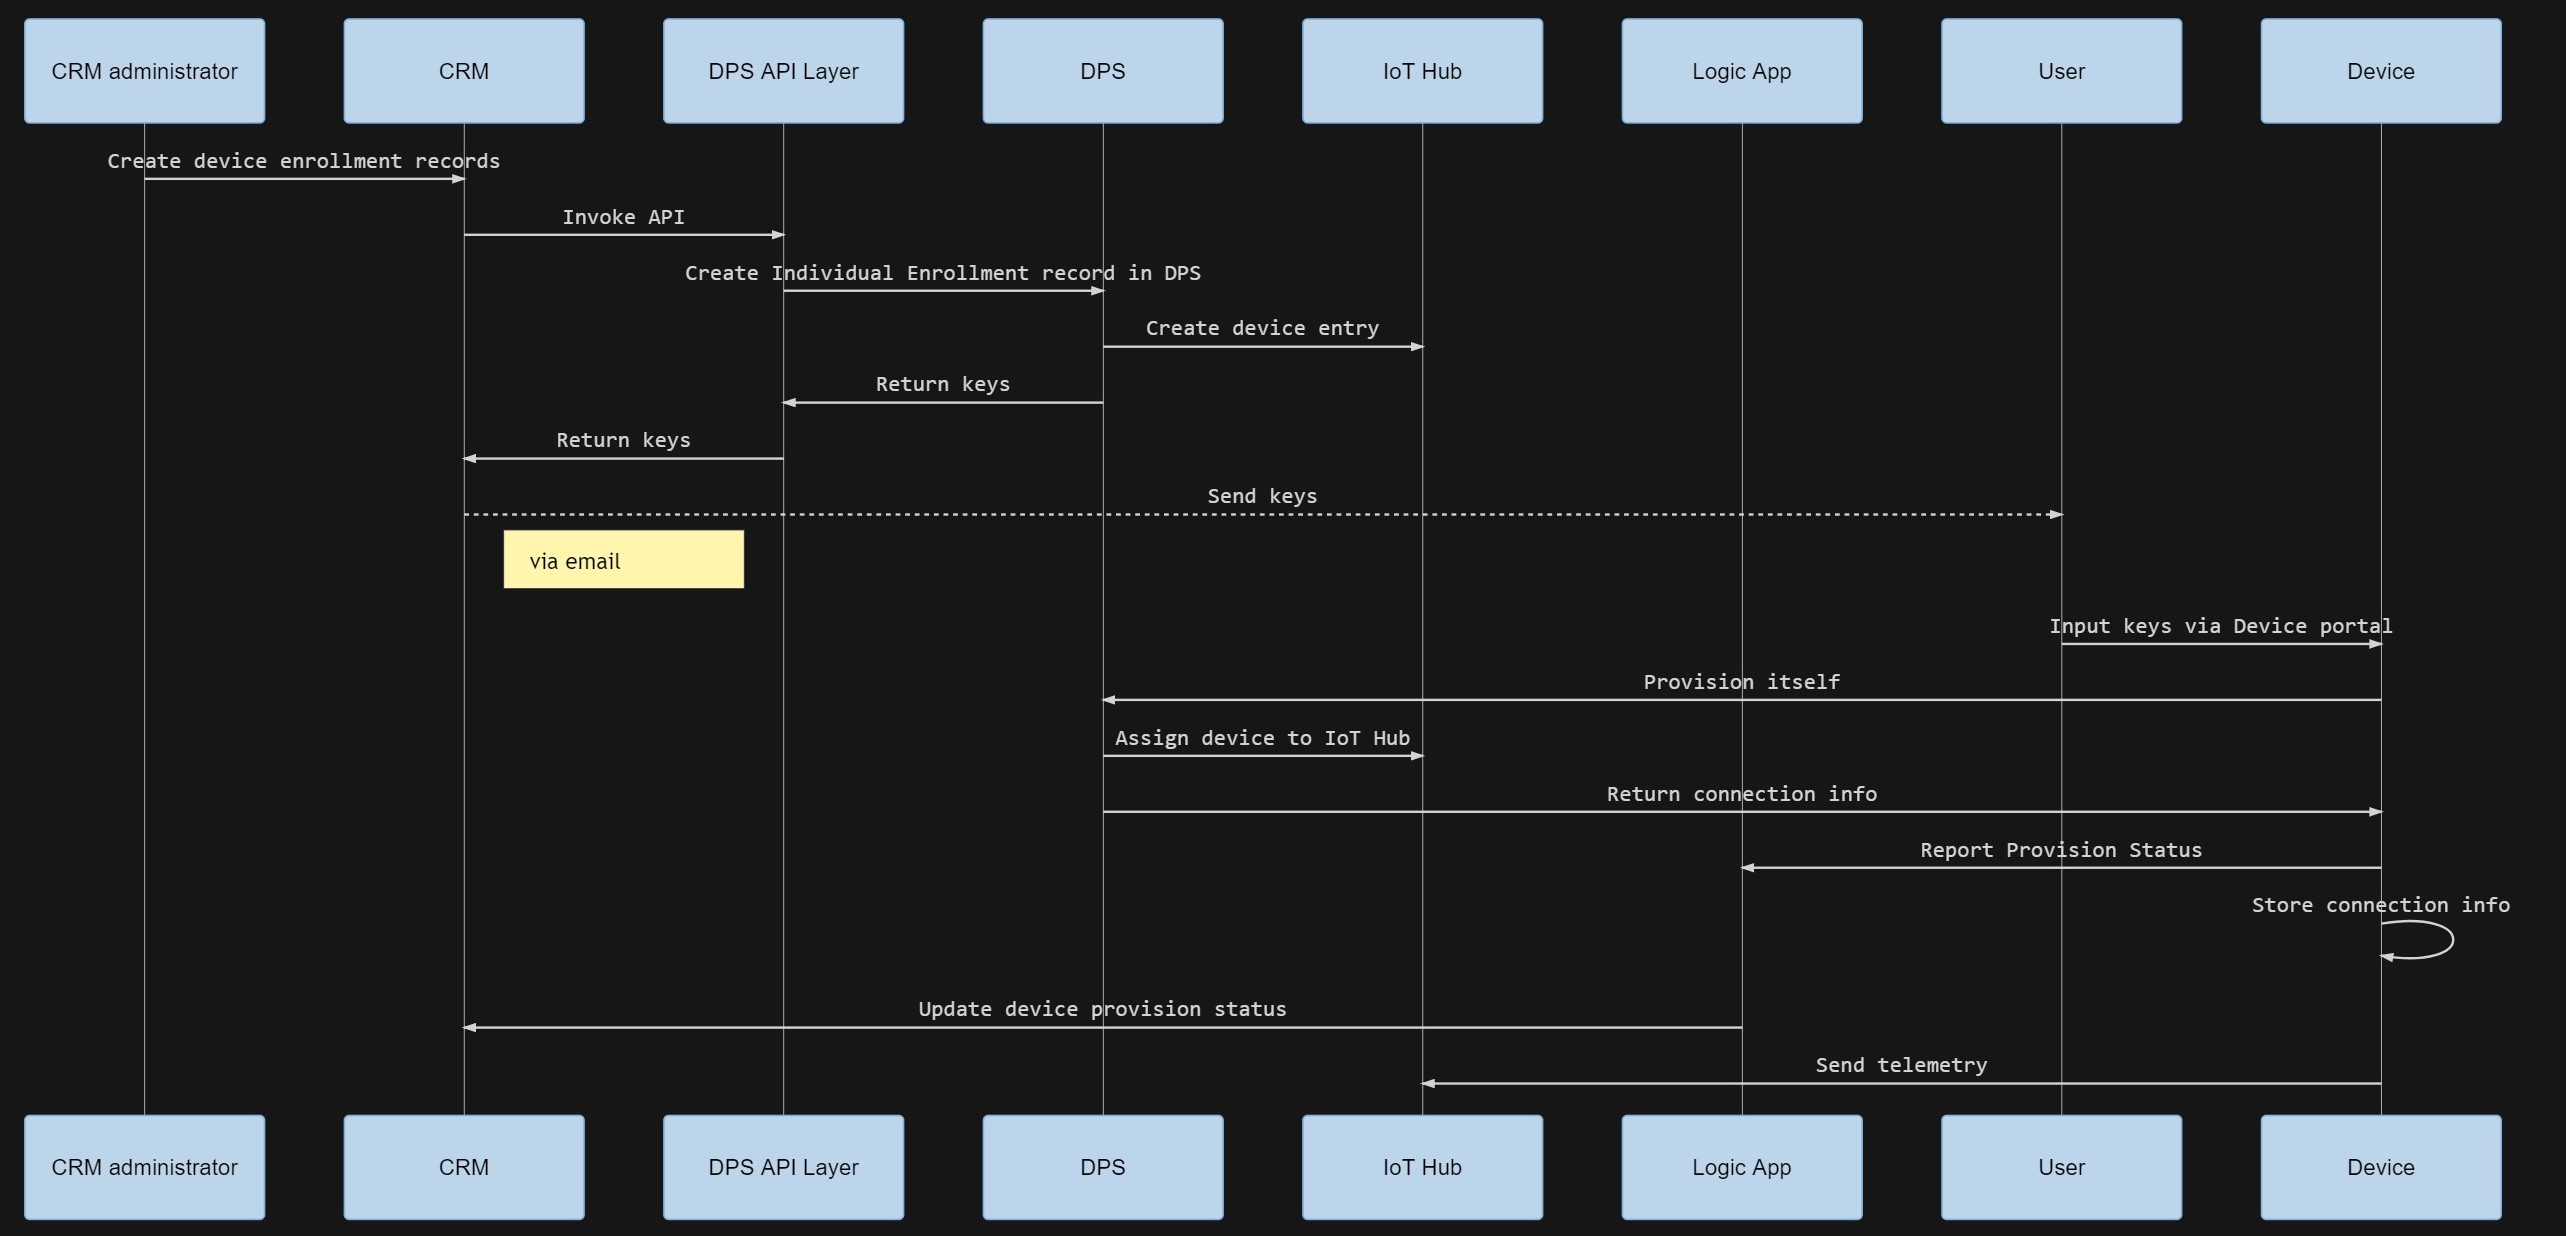 CRM administrator
CRM
DPS API Layer
DPS
IoT Hub
Logic App
User
Device
Create device enrollment records
Invoke API
Create Individual Enrollment record in DPS
Create device entry
Return keys
Return keys
Send keys
via email
Input keys via Device portal
Provision itself
Assign device to IoT Hub
Return connection info
Report Provision Status
Store connection info
Update device provision status
Send telemetry
CRM administrator
CRM
DPS API Layer
DPS
IoT Hub
Logic App
User
Device